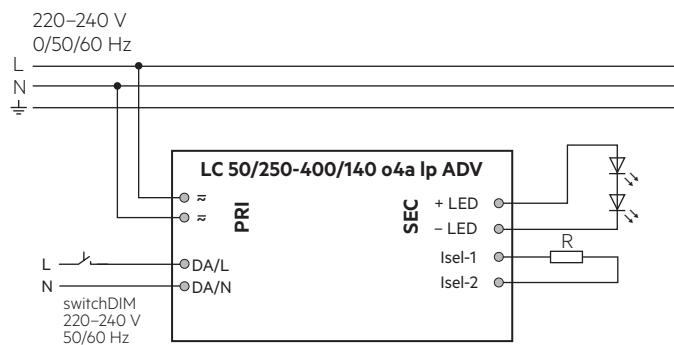 220–240 V
0/50/60 Hz
L
N
LC 50/250-400/140 o4a lp ADV
PRI
SEC
+ LED
– LED
Isel-1
Isel-2
R
L
DA/L
N
DA/N
switchDIM
220–240 V
50/60 Hz